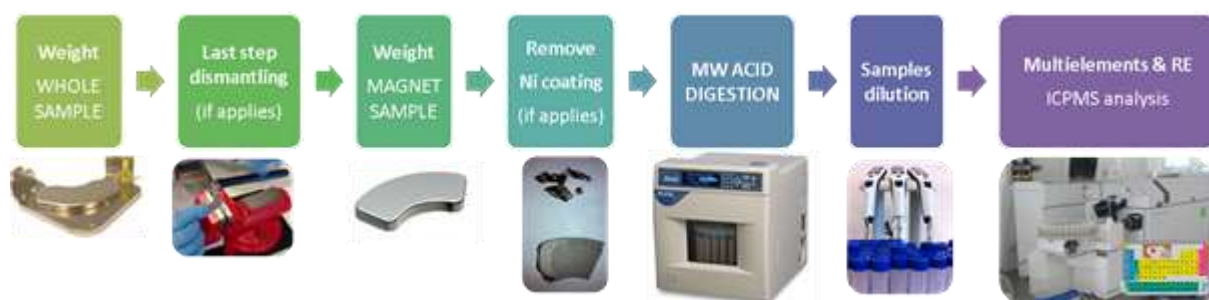 Weight
WHOLE
SAMPLE
Last step
dismantling
(if applies)
Weight
MAGNET
SAMPLE
Remove
Ni coating
(if applies)
MW ACID
DIGESTION
Samples
dilution
Multielements & RE
ICPMS analysis